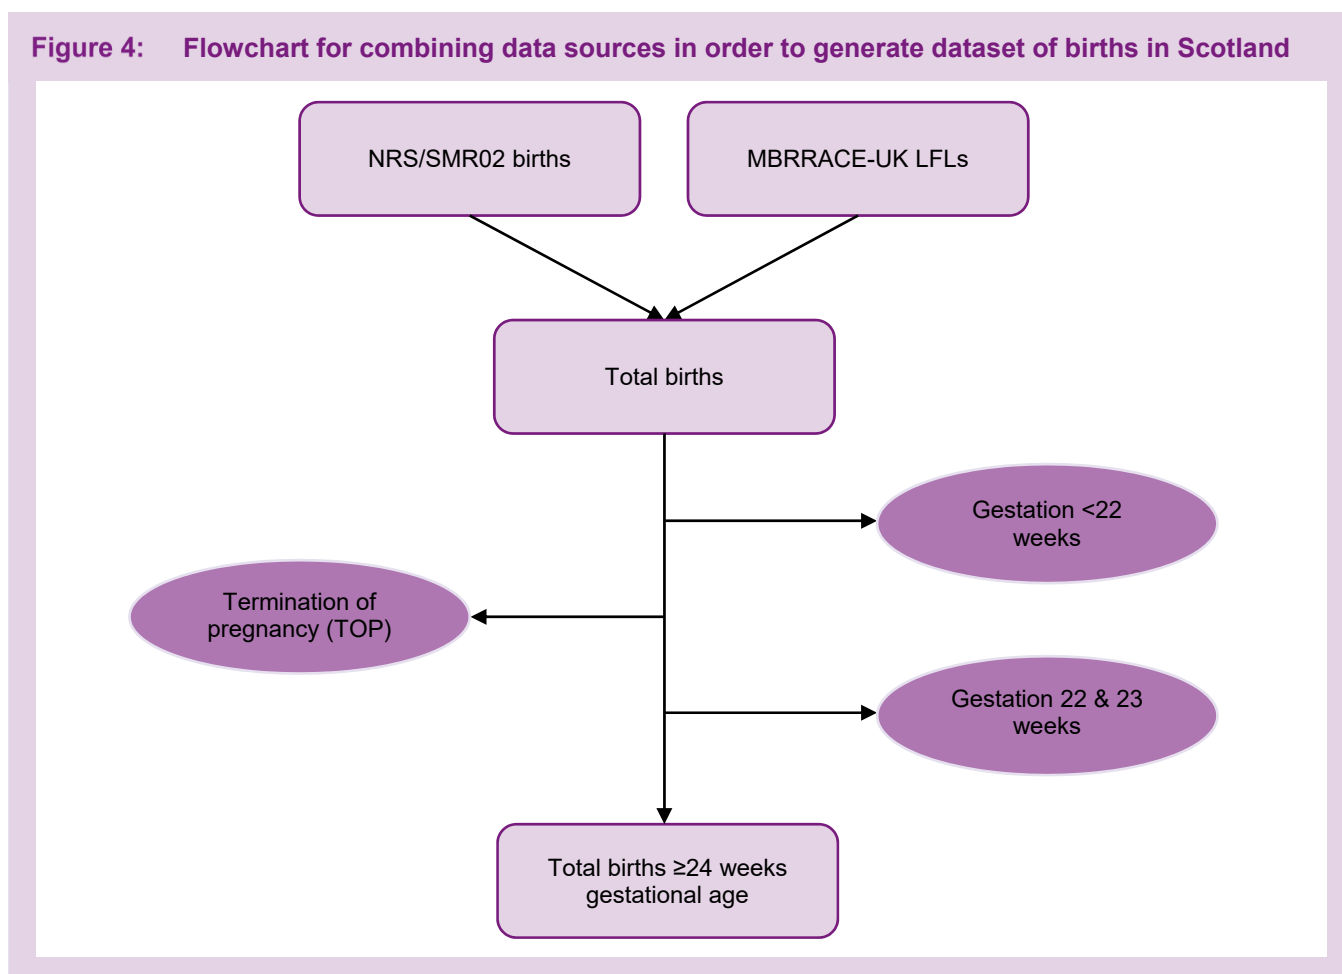 Figure 4: Flowchart for combining data sources in order to generate dataset of births in Scotland
NRS/SMR02 births
MBRRACE-UK LFLs
Total births
Gestation <22
weeks
Termination of
pregnancy (TOP)
Gestation 22 & 23
weeks
Total births ≥24 weeks
gestational age